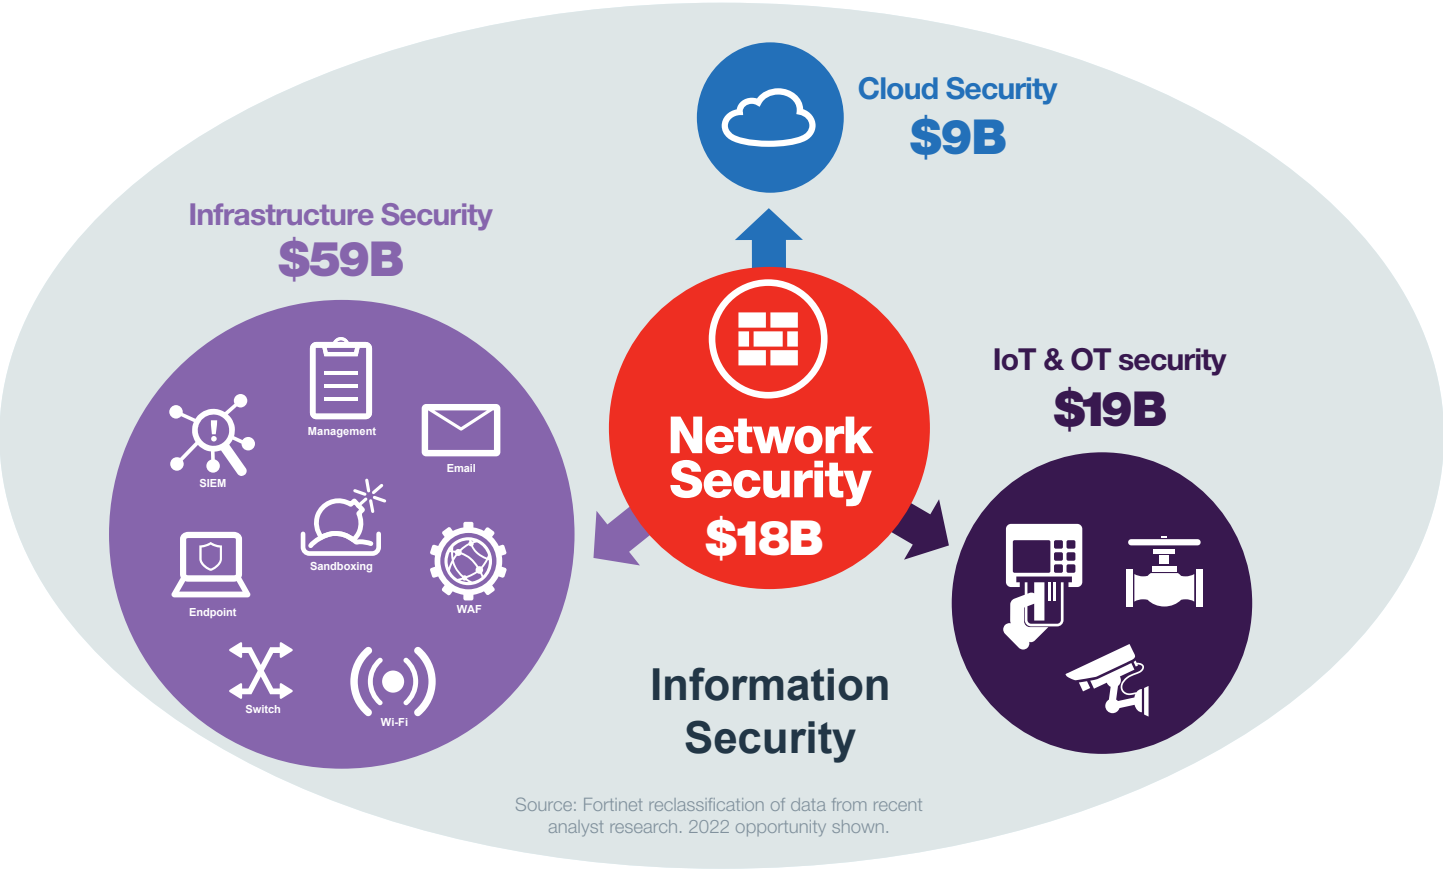 Cloud Security
$9B
Infrastructure Security
$59B
Management
SIEM
Email
Sandboxing
Endpoint
WAF
Switch
Wi-Fi
Network
Security
$18B
IoT & OT security
$19B
Information
Security
Source: Fortinet reclassification of data from recent
analyst research. 2022 opportunity shown.